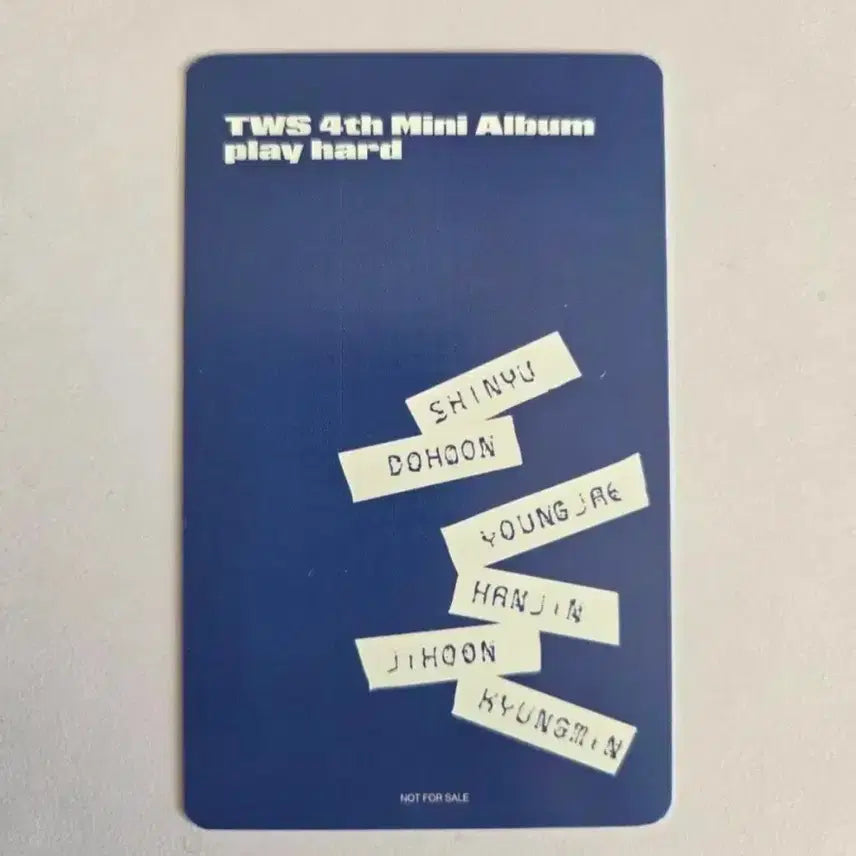 TWS 4th Mini Album
play hard
SHINYU
DOHOON
YOUNGJAE
HANJIN
JIHOON
KYUNGMIN
NOT FOR SALE